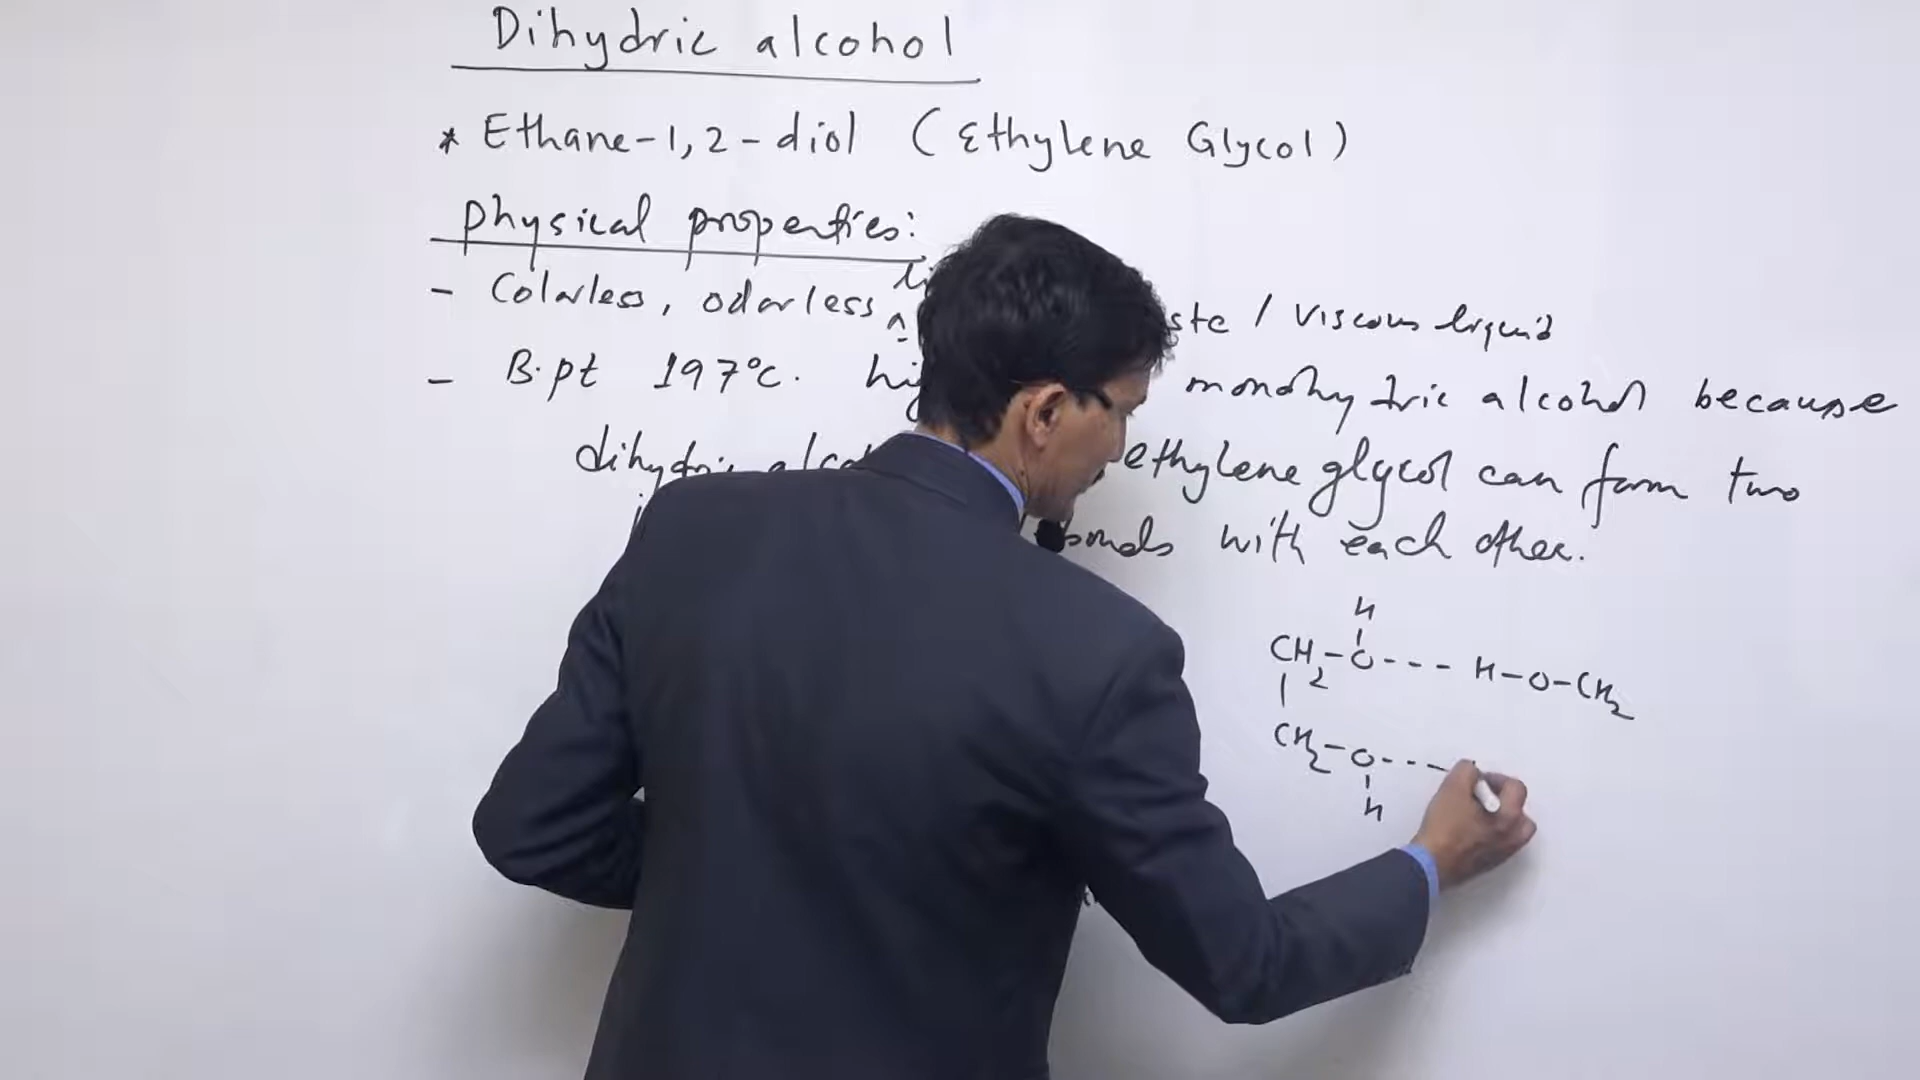 Dihydric alcohol
* Ethane-1,2-diol (Ethylene Glycol)
physical properties:
- Colorless, odorless / viscous liquid
- B.pt 197°C. monohydric alcohol because
dihydric ethylene glycol can form two
bonds with each other.
H
CH2-O--- H-O-CH2
CH2-O---
H